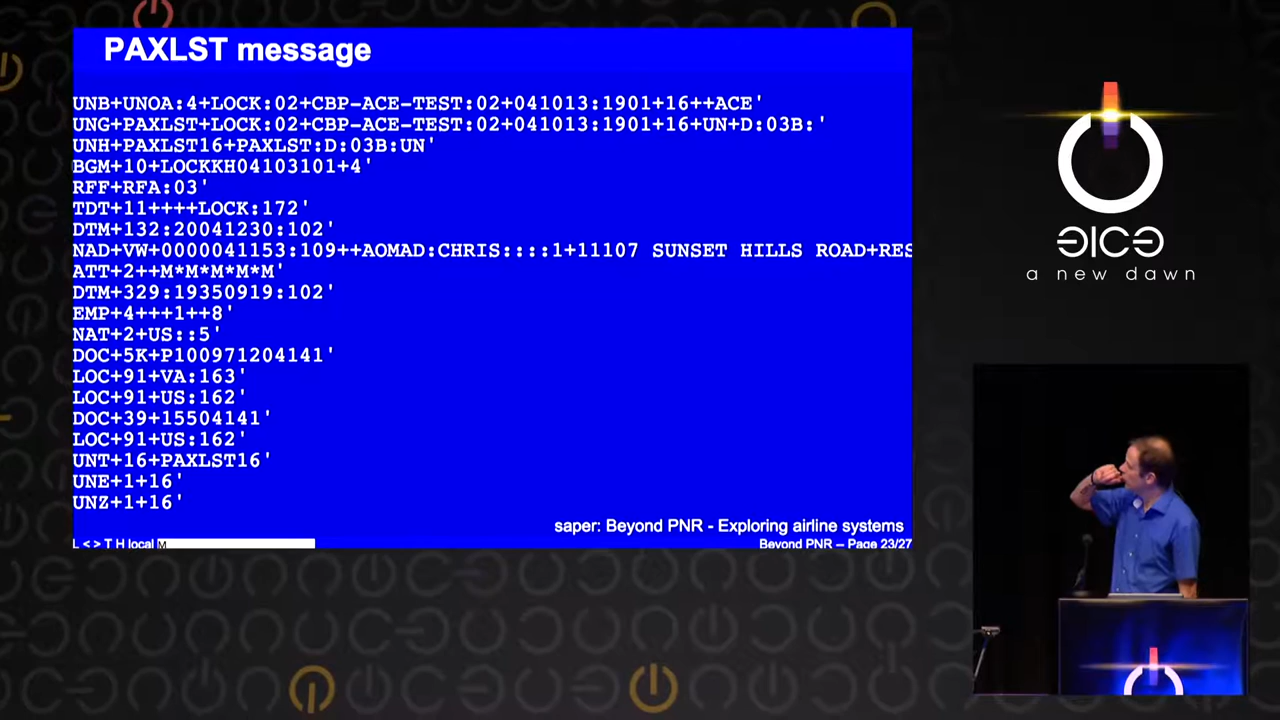 PAXLST message
UNB+UNOA:4+LOCK:02+CBP-ACE-TEST:02+041013:1901+16++ACE'
UNG+PAXLST+LOCK:02+CBP-ACE-TEST:02+041013:1901+16+UN+D:03B:'
UNH+PAXLST16+PAXLST:D:03B:UN'
BGM+10+LOCKKH04103101+4'
RFF+RFA:03'
TDT+11++++LOCK:172'
DTM+132:20041230:102'
NAD+VW+0000041153:109++AOMAD:CHRIS::::1+11107 SUNSET HILLS ROAD+RES
ATT+2++M*M*M*M*M'
DTM+329:19350919:102'
EMP+4+++1++8'
NAT+2+US::5'
DOC+5K+P100971204141'
LOC+91+VA:163'
LOC+91+US:162'
DOC+39+15504141'
LOC+91+US:162'
UNT+16+PAXLST16'
UNE+1+16'
UNZ+1+16'
saper: Beyond PNR - Exploring airline systems
L < > T H local M
Beyond PNR -- Page 23/27
a new dawn